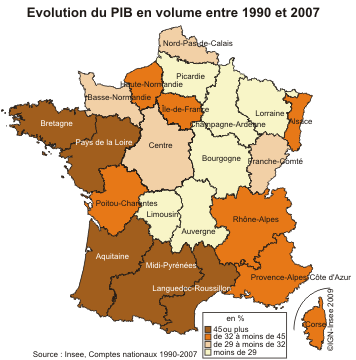 Evolution du PIB en volume entre 1990 et 2007
Nord-Pas-de-Calais
Picardie
Haute-Normandie
Basse-Normandie
Île-de-France
Lorraine
Alsace
Champagne-Ardenne
Bretagne
Pays de la Loire
Centre
Bourgogne
Franche-Comté
Poitou-Charentes
Limousin
Rhône-Alpes
Auvergne
Aquitaine
Midi-Pyrénées
Provence-Alpes Côte d'Azur
Languedoc-Roussillon
Corse
en %
45ou plus
de 32 à moins de 45
de 29 à moins de 32
moins de 29
©IGN-Insee 2009
Source : Insee, Comptes nationaux 1990-2007